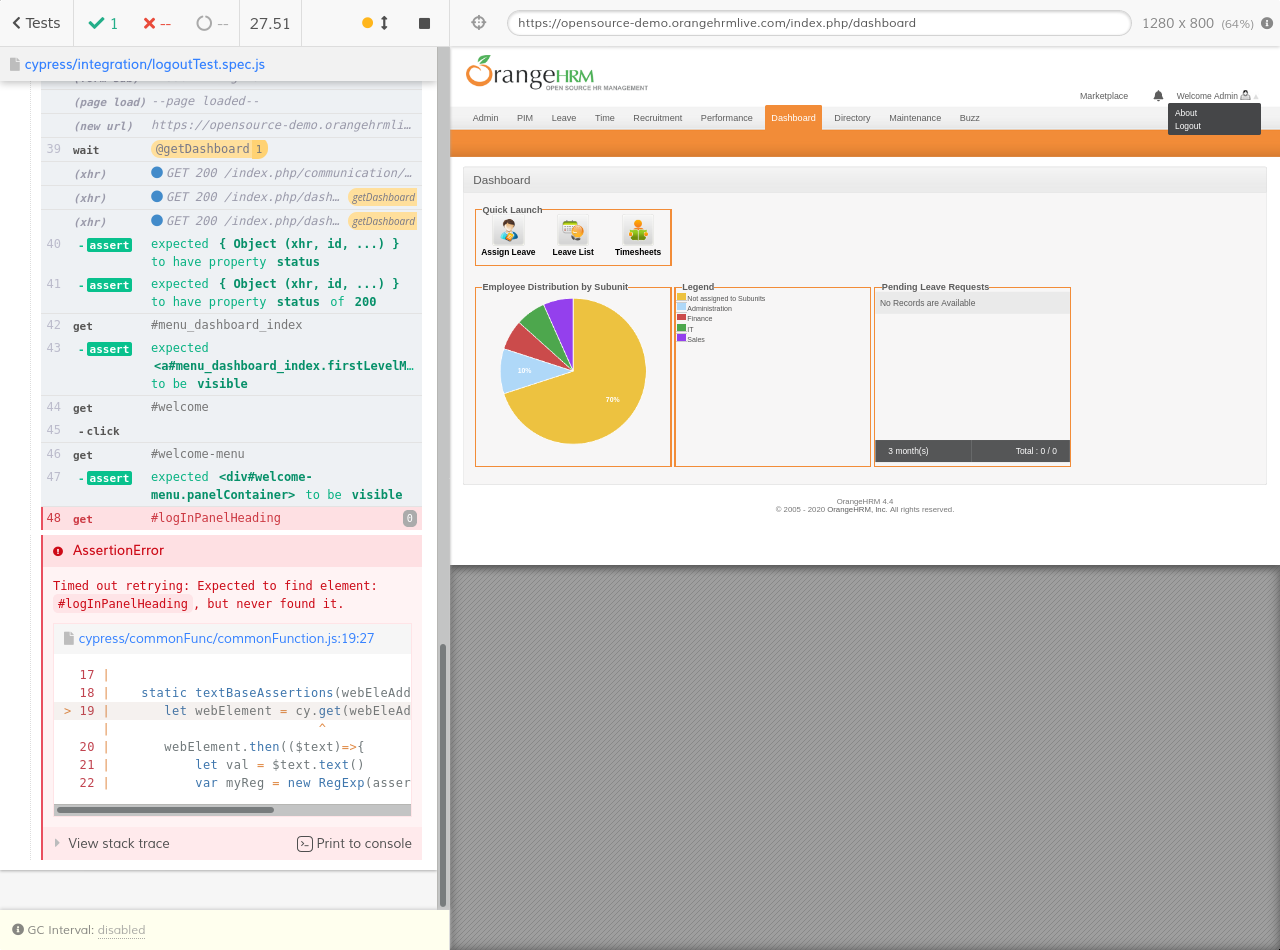 Tests
1
--
--
27.51
https://opensource-demo.orangehrmlive.com/index.php/dashboard
1280 x 800 (64%)
cypress/integration/logoutTest.spec.js
(page load) --page loaded--
(new url) https://opensource-demo.orangehrmli…
39 wait @getDashboard 1
(xhr) GET 200 /index.php/communication/…
(xhr) GET 200 /index.php/dash… getDashboard
(xhr) GET 200 /index.php/dash… getDashboard
40 -assert expected { Object (xhr, id, ...) }
to have property status
41 -assert expected { Object (xhr, id, ...) }
to have property status of 200
42 get #menu_dashboard_index
43 -assert expected
<a#menu_dashboard_index.firstLevelM…
to be visible
44 get #welcome
45 -click
46 get #welcome-menu
47 -assert expected <div#welcome-
menu.panelContainer> to be visible
48 get #logInPanelHeading 0
AssertionError
Timed out retrying: Expected to find element:
#logInPanelHeading, but never found it.
cypress/commonFunc/commonFunction.js:19:27
17 |
18 | static textBaseAssertions(webEleAdd
> 19 | let webElement = cy.get(webEleAd
| ^
20 | webElement.then(($text)=>{
21 | let val = $text.text()
22 | var myReg = new RegExp(asser
View stack trace
Print to console
GC Interval: disabled
OrangeHRM
OPEN SOURCE HR MANAGEMENT
Marketplace
Welcome Admin
About
Logout
Admin PIM Leave Time Recruitment Performance Dashboard Directory Maintenance Buzz
Dashboard
Quick Launch
Assign Leave Leave List Timesheets
Employee Distribution by Subunit
10%
70%
Legend
Not assigned to Subunits
Administration
Finance
IT
Sales
Pending Leave Requests
No Records are Available
3 month(s) Total : 0 / 0
OrangeHRM 4.4
© 2005 - 2020 OrangeHRM, Inc. All rights reserved.